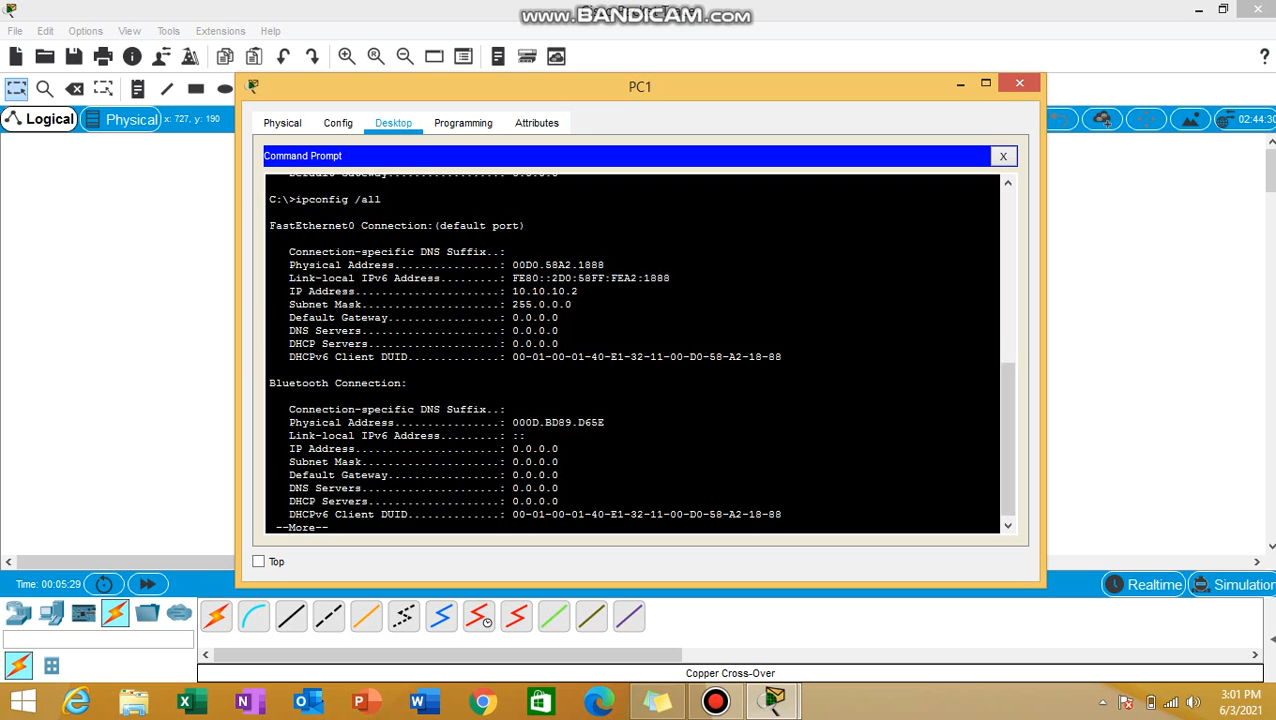 www.BANDICAM.com
File Edit Options View Tools Extensions Help
Logical Physical x: 727, y: 190
02:44:30
PC1
Physical Config Desktop Programming Attributes
Command Prompt X
Default Gateway.................: 0.0.0.0
C:\>ipconfig /all
FastEthernet0 Connection:(default port)
Connection-specific DNS Suffix..:
Physical Address................: 00D0.58A2.1888
Link-local IPv6 Address.........: FE80::2D0:58FF:FEA2:1888
IP Address......................: 10.10.10.2
Subnet Mask.....................: 255.0.0.0
Default Gateway.................: 0.0.0.0
DNS Servers.....................: 0.0.0.0
DHCP Servers....................: 0.0.0.0
DHCPv6 Client DUID..............: 00-01-00-01-40-E1-32-11-00-D0-58-A2-18-88
Bluetooth Connection:
Connection-specific DNS Suffix..:
Physical Address................: 000D.BD89.D65E
Link-local IPv6 Address.........: ::
IP Address......................: 0.0.0.0
Subnet Mask.....................: 0.0.0.0
Default Gateway.................: 0.0.0.0
DNS Servers.....................: 0.0.0.0
DHCP Servers....................: 0.0.0.0
DHCPv6 Client DUID..............: 00-01-00-01-40-E1-32-11-00-D0-58-A2-18-88
--More--
Top
Time: 00:05:29
Realtime Simulation
Copper Cross-Over
3:01 PM
6/3/2021